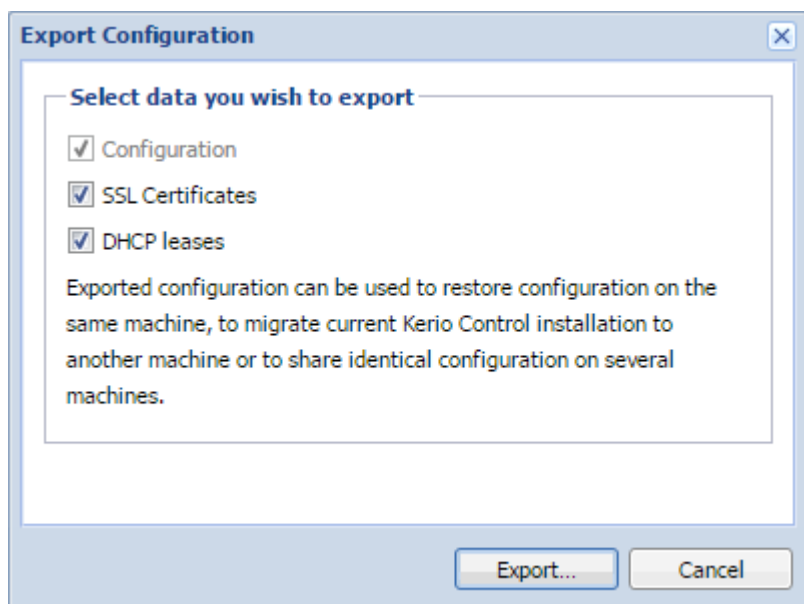 Export Configuration
Select data you wish to export
Configuration
SSL Certificates
DHCP leases
Exported configuration can be used to restore configuration on the
same machine, to migrate current Kerio Control installation to
another machine or to share identical configuration on several
machines.
Export... Cancel